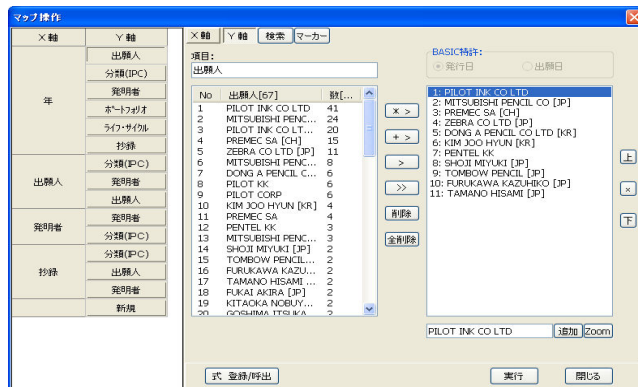 マップ操作
X 軸 Y 軸
年
出願人
分類(IPC)
発明者
ポートフォリオ
ライフ・サイクル
抄録
出願人
分類(IPC)
発明者
出願人
発明者
発明者
分類(IPC)
抄録
分類(IPC)
出願人
発明者
新規
X 軸 Y 軸 検索 マーカー
項目:
出願人
No 出願人[67] 数[...
1 PILOT INK CO LTD 41
2 MITSUBISHI PENC... 24
3 PILOT INK CO LT... 20
4 PREMEC SA [CH] 15
5 ZEBRA CO LTD [JP] 11
6 MITSUBISHI PENC... 8
7 DONG A PENCIL C... 6
8 PILOT KK 6
9 PILOT CORP 6
10 KIM JOO HYUN [KR] 4
11 PREMEC SA 4
12 PENTEL KK 3
13 MITSUBISHI PENC... 3
14 SHOJI MIYUKI [JP] 2
15 TOMBOW PENCIL... 2
16 FURUKAWA KAZU... 2
17 TAMANO HISAMI ... 2
18 FUKAI AKIRA [JP] 2
19 KITAOKA NOBUY... 2
20 GOSHIMA ITSUKA... 2
* >
+ >
>
>>
削除
全削除
BASIC特許:
発行日 出願日
1: PILOT INK CO LTD
2: MITSUBISHI PENCIL CO [JP]
3: PREMEC SA [CH]
4: ZEBRA CO LTD [JP]
5: DONG A PENCIL CO LTD [KR]
6: KIM JOO HYUN [KR]
7: PENTEL KK
8: SHOJI MIYUKI [JP]
9: TOMBOW PENCIL [JP]
10: FURUKAWA KAZUHIKO [JP]
11: TAMANO HISAMI [JP]
上
×
下
PILOT INK CO LTD 追加 Zoom
式 登録/呼出 実行 閉じる